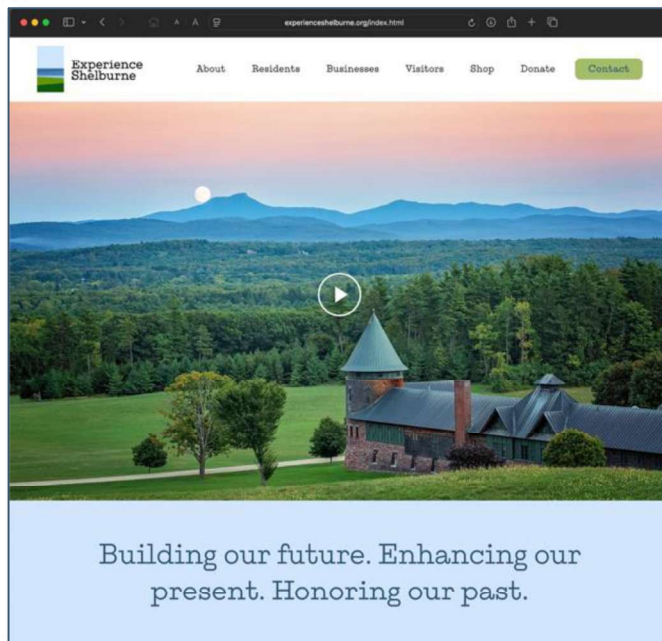 experienceshelburne.org/index.html
Experience
Shelburne
About Residents Businesses Visitors Shop Donate Contact
Building our future. Enhancing our
present. Honoring our past.